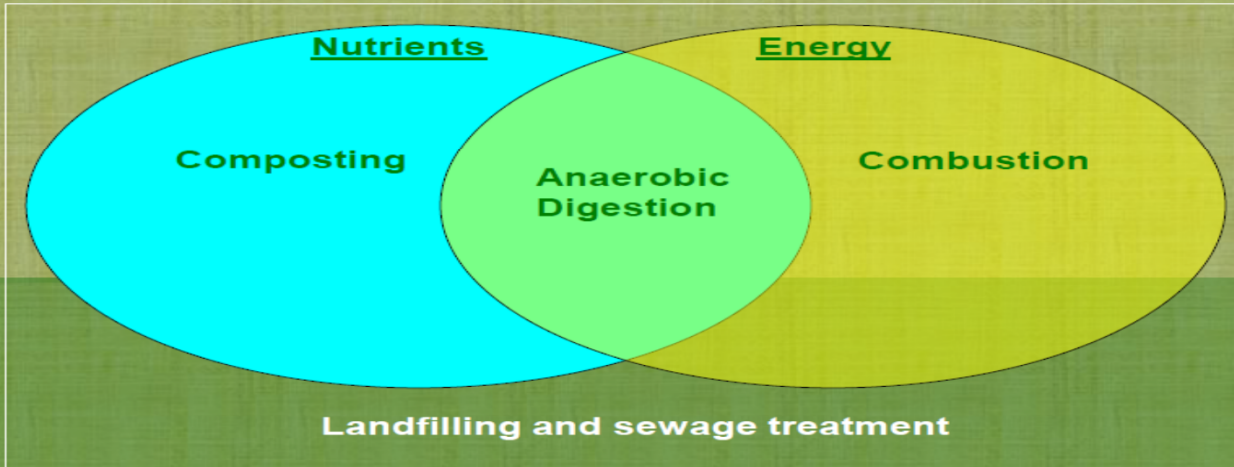 Nutrients
Energy
Composting
Anaerobic
Digestion
Combustion
Landfilling and sewage treatment